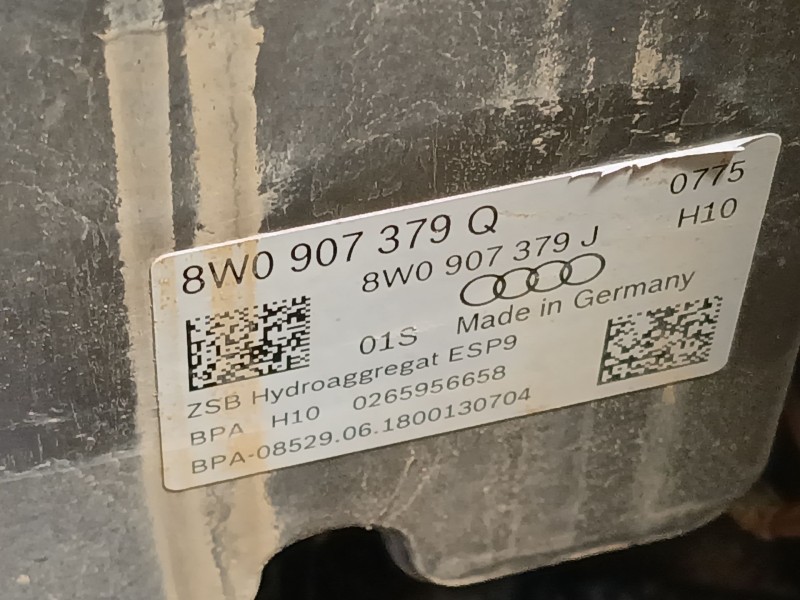 0775
8W0 907 379 Q
H10
8W0 907 379 J
01S Made in Germany
ZSB Hydroaggregat ESP9
BPA H10 0265956658
BPA-08529.06.1800130704